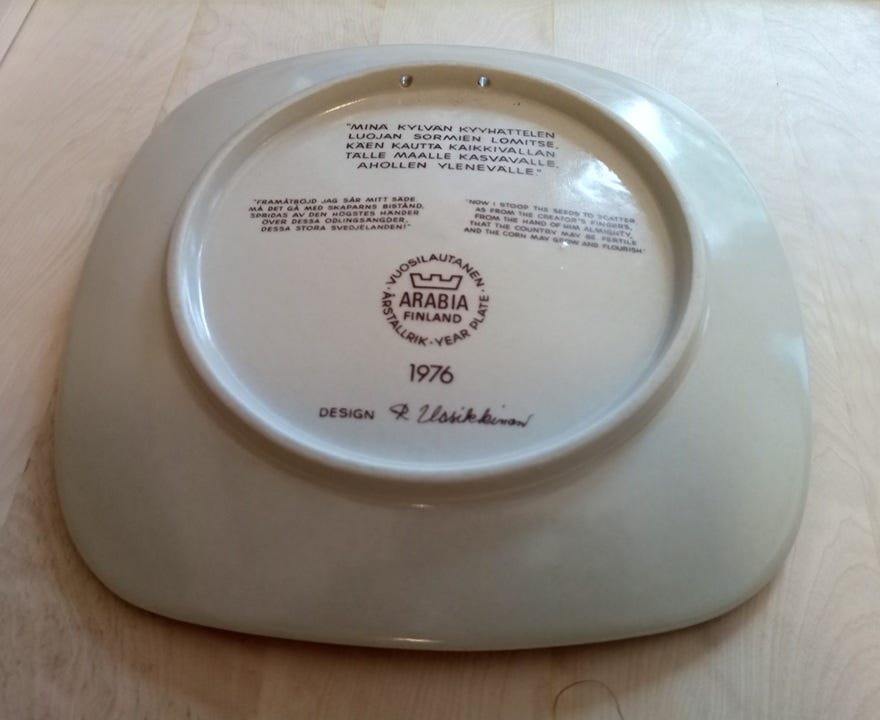 "MINÄ KYLVÄN KYYHÄTTELEN
LUOJAN SORMIEN LOMITSE,
KÄEN KAUTTA KAIKKIVALLAN
TÄLLE MAALLE KASVAVALLE,
AHOLLEN YLENEVÄLLE."
"FRAMÅTBÖJD JAG SÅR MITT SÄDE.
MÅ DET GÅ MED SKAPARNS BISTÅND,
SPRIDAS AV DEN HÖGSTES HÄNDER
ÖVER DESSA ODLINGSÄNGDER,
DESSA STORA SVEDJELANDEN!"
"NOW I STOOP THE SEEDS TO SCATTER
AS FROM THE CREATOR'S FINGERS,
FROM THE HAND OF HIM ALMIGHTY,
THAT THE COUNTRY MAY BE FERTILE
AND THE CORN MAY GROW AND FLOURISH"
· VUOSILAUTANEN ·
ARABIA
FINLAND
ÅRSTALLRIK · YEAR PLATE
1976
DESIGN R Uosikkinen